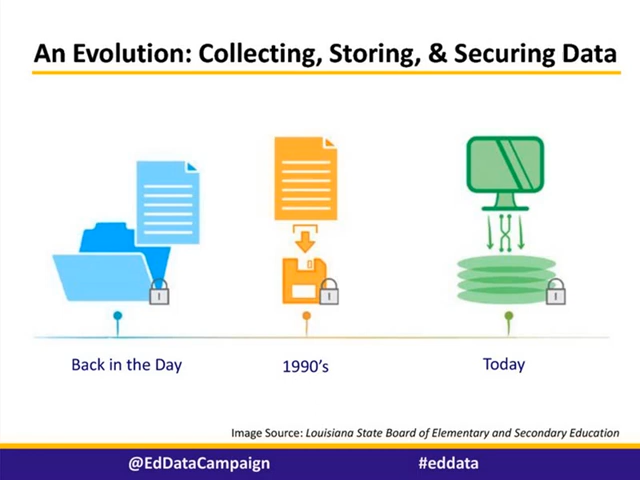 An Evolution: Collecting, Storing, & Securing Data
Back in the Day
1990's
Today
Image Source: Louisiana State Board of Elementary and Secondary Education
@EdDataCampaign
#eddata